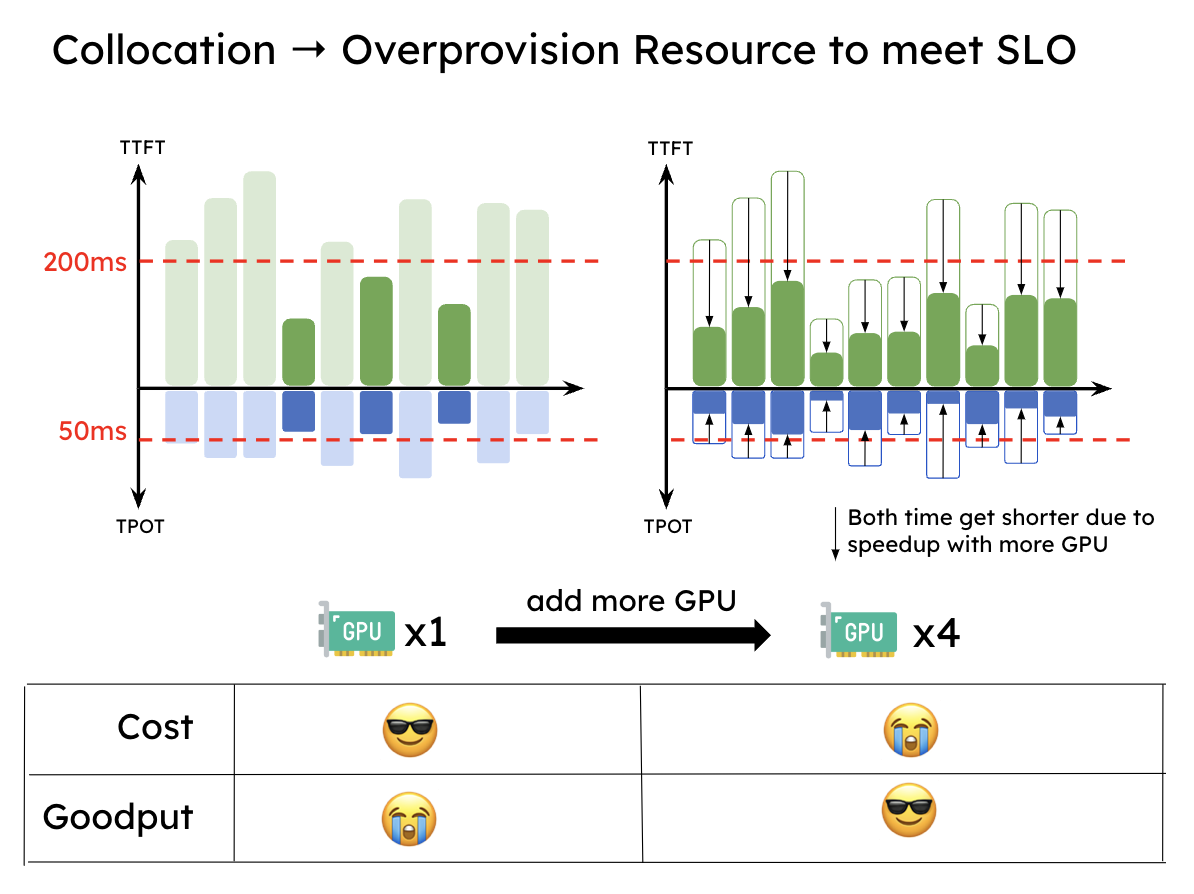 Collocation → Overprovision Resource to meet SLO
TTFT
200ms
50ms
TPOT
TTFT
TPOT
Both time get shorter due to
speedup with more GPU
add more GPU
GPU x1
GPU x4
Cost
Goodput